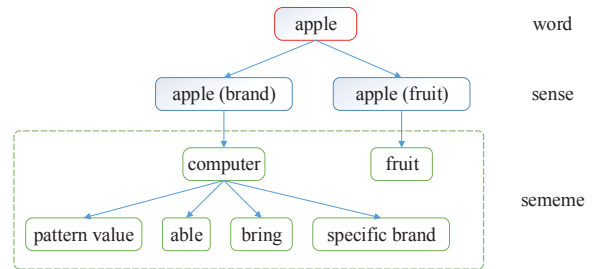 apple word
apple (brand) apple (fruit) sense
computer fruit
sememe
pattern value able bring specific brand